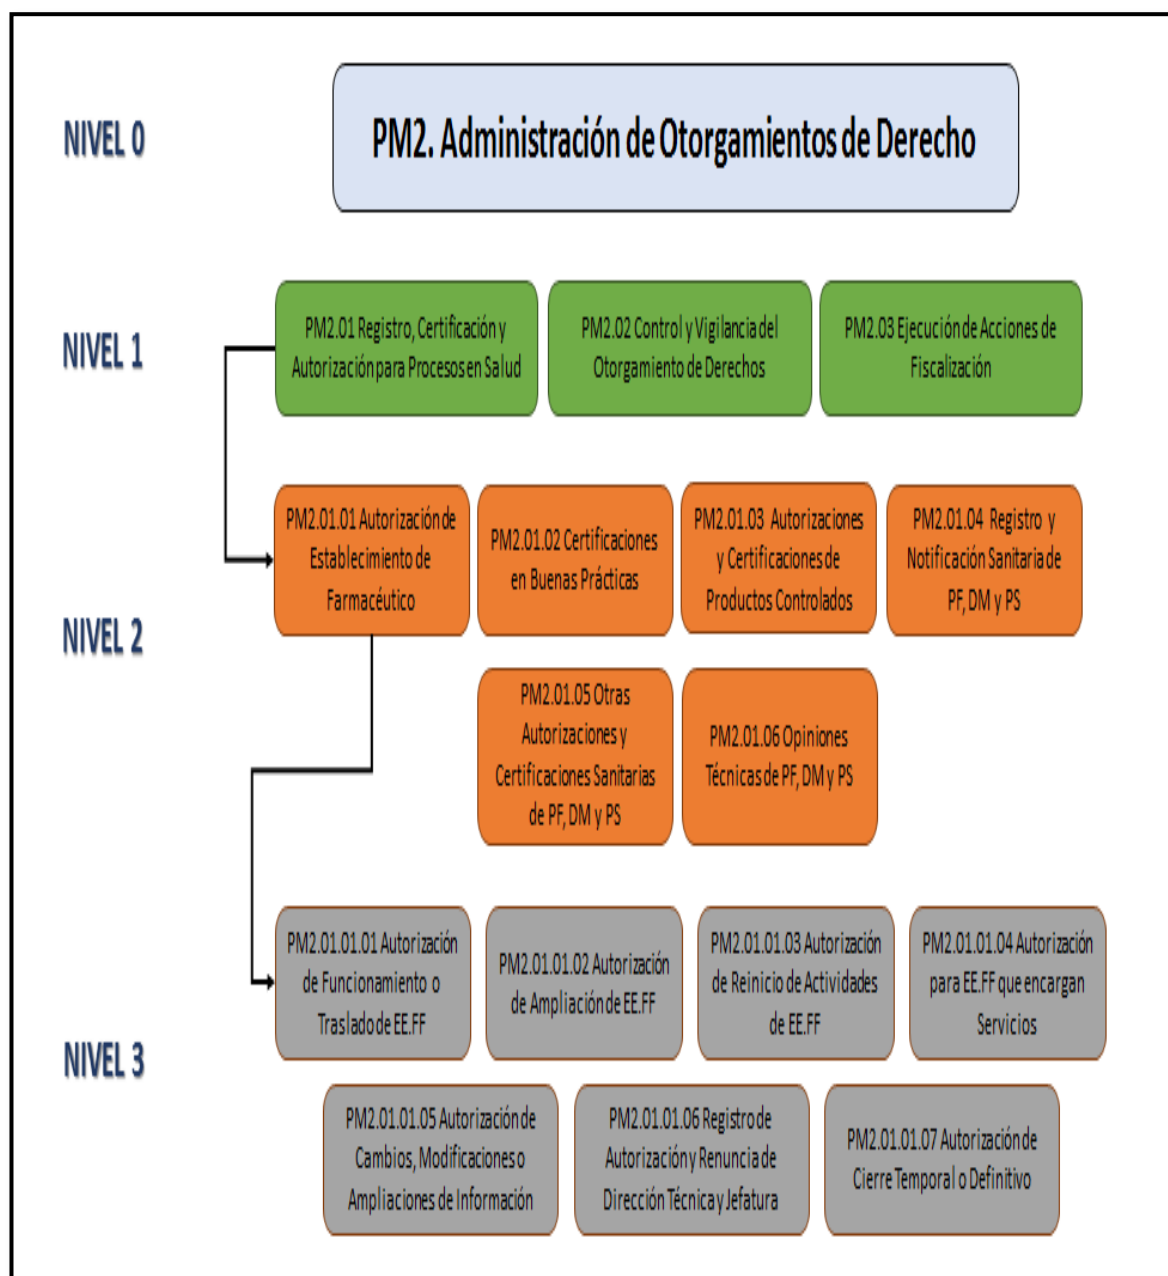 NIVEL 0
PM2. Administración de Otorgamientos de Derecho
NIVEL 1
PM2.01 Registro, Certificación y
Autorización para Procesos en Salud
PM2.02 Control y Vigilancia del
Otorgamiento de Derechos
PM2.03 Ejecución de Acciones de
Fiscalización
NIVEL 2
PM2.01.01 Autorización de
Establecimiento de
Farmacéutico
PM2.01.02 Certificaciones
en Buenas Prácticas
PM2.01.03 Autorizaciones
y Certificaciones de
Productos Controlados
PM2.01.04 Registro y
Notificación Sanitaria de
PF, DM y PS
PM2.01.05 Otras
Autorizaciones y
Certificaciones Sanitarias
de PF, DM y PS
PM2.01.06 Opiniones
Técnicas de PF, DM y PS
NIVEL 3
PM2.01.01.01 Autorización
de Funcionamiento o
Traslado de EE.FF
PM2.01.01.02 Autorización
de Ampliación de EE.FF
PM2.01.01.03 Autorización
de Reinicio de Actividades
de EE.FF
PM2.01.01.04 Autorización
para EE.FF que encargan
Servicios
PM2.01.01.05 Autorización de
Cambios, Modificaciones o
Ampliaciones de Información
PM2.01.01.06 Registro de
Autorización y Renuncia de
Dirección Técnica y Jefatura
PM2.01.01.07 Autorización de
Cierre Temporal o Definitivo